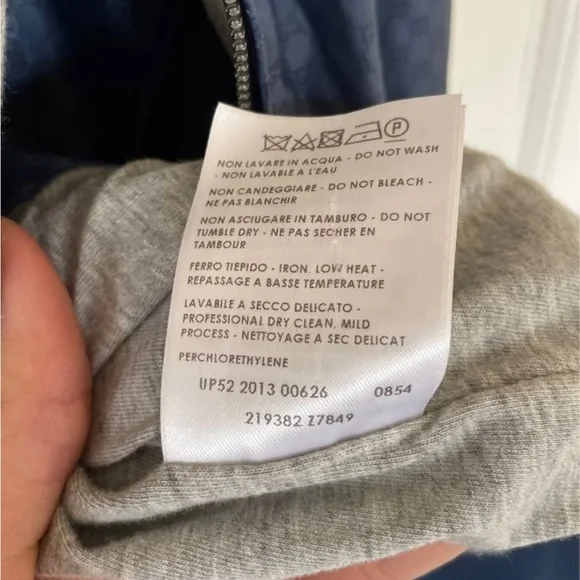 P
NON LAVARE IN ACQUA - DO NOT WASH
- NON LAVABLE A L'EAU
NON CANDEGGIARE - DO NOT BLEACH -
NE PAS BLANCHIR
NON ASCIUGARE IN TAMBURO - DO NOT
TUMBLE DRY - NE PAS SECHER EN
TAMBOUR
FERRO TIEPIDO - IRON, LOW HEAT -
REPASSAGE A BASSE TEMPERATURE
LAVABILE A SECCO DELICATO -
PROFESSIONAL DRY CLEAN, MILD
PROCESS - NETTOYAGE A SEC DELICAT
PERCHLORETHYLENE
UP52 2013 00626 0854
219382 Z7849